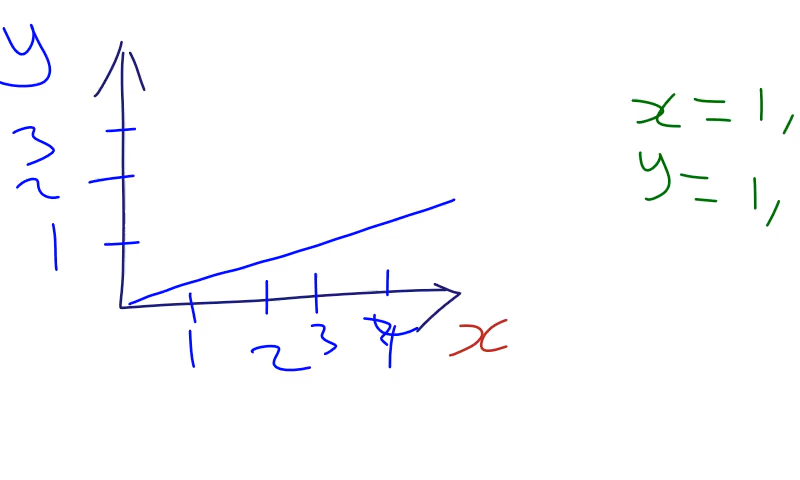 y
3
2
1
1 2 3 4
x
x = 1,
y = 1,